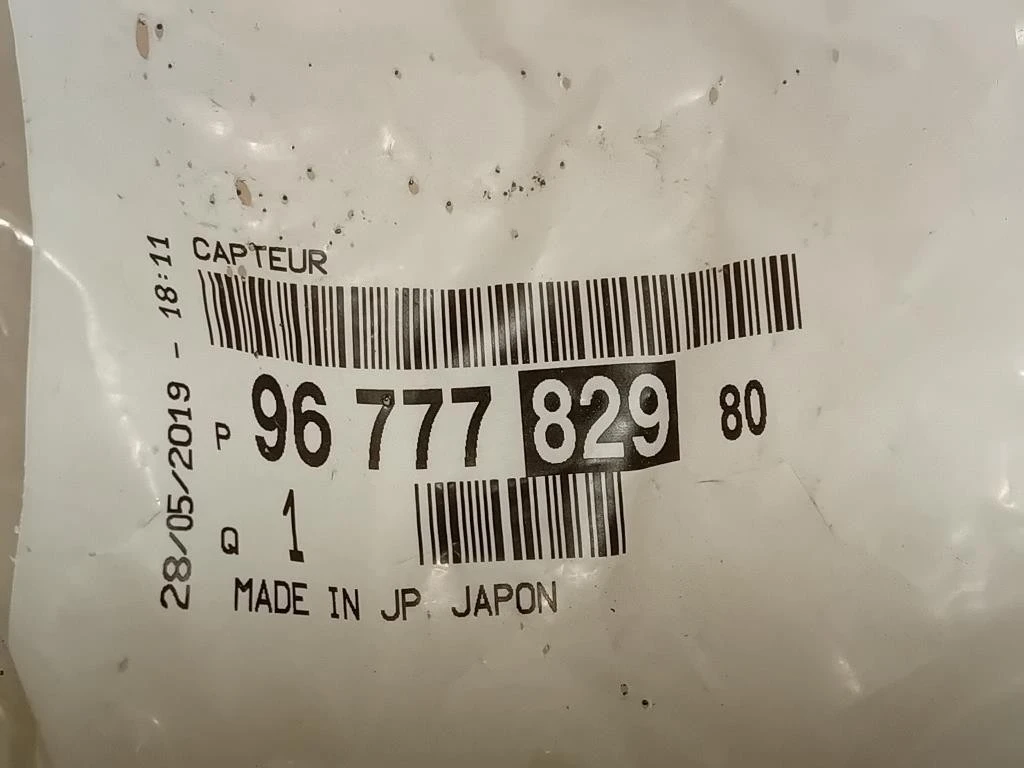 CAPTEUR
P 96 777 829 80
Q 1
MADE IN JP JAPON
28/05/2019 - 18:11